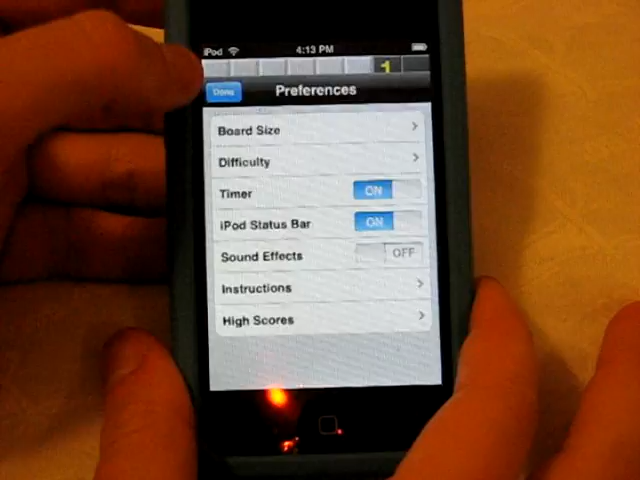 iPod 4:13 PM
1
Done Preferences
Board Size
Difficulty
Timer ON
iPod Status Bar ON
Sound Effects OFF
Instructions
High Scores